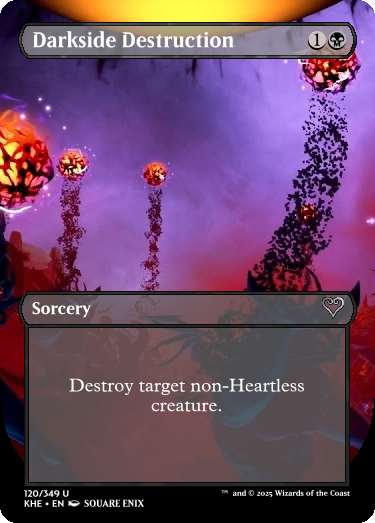 Darkside Destruction 1
Sorcery
Destroy target non-Heartless
creature.
120/349 U
KHE • EN SQUARE ENIX
™ and © 2025 Wizards of the Coast